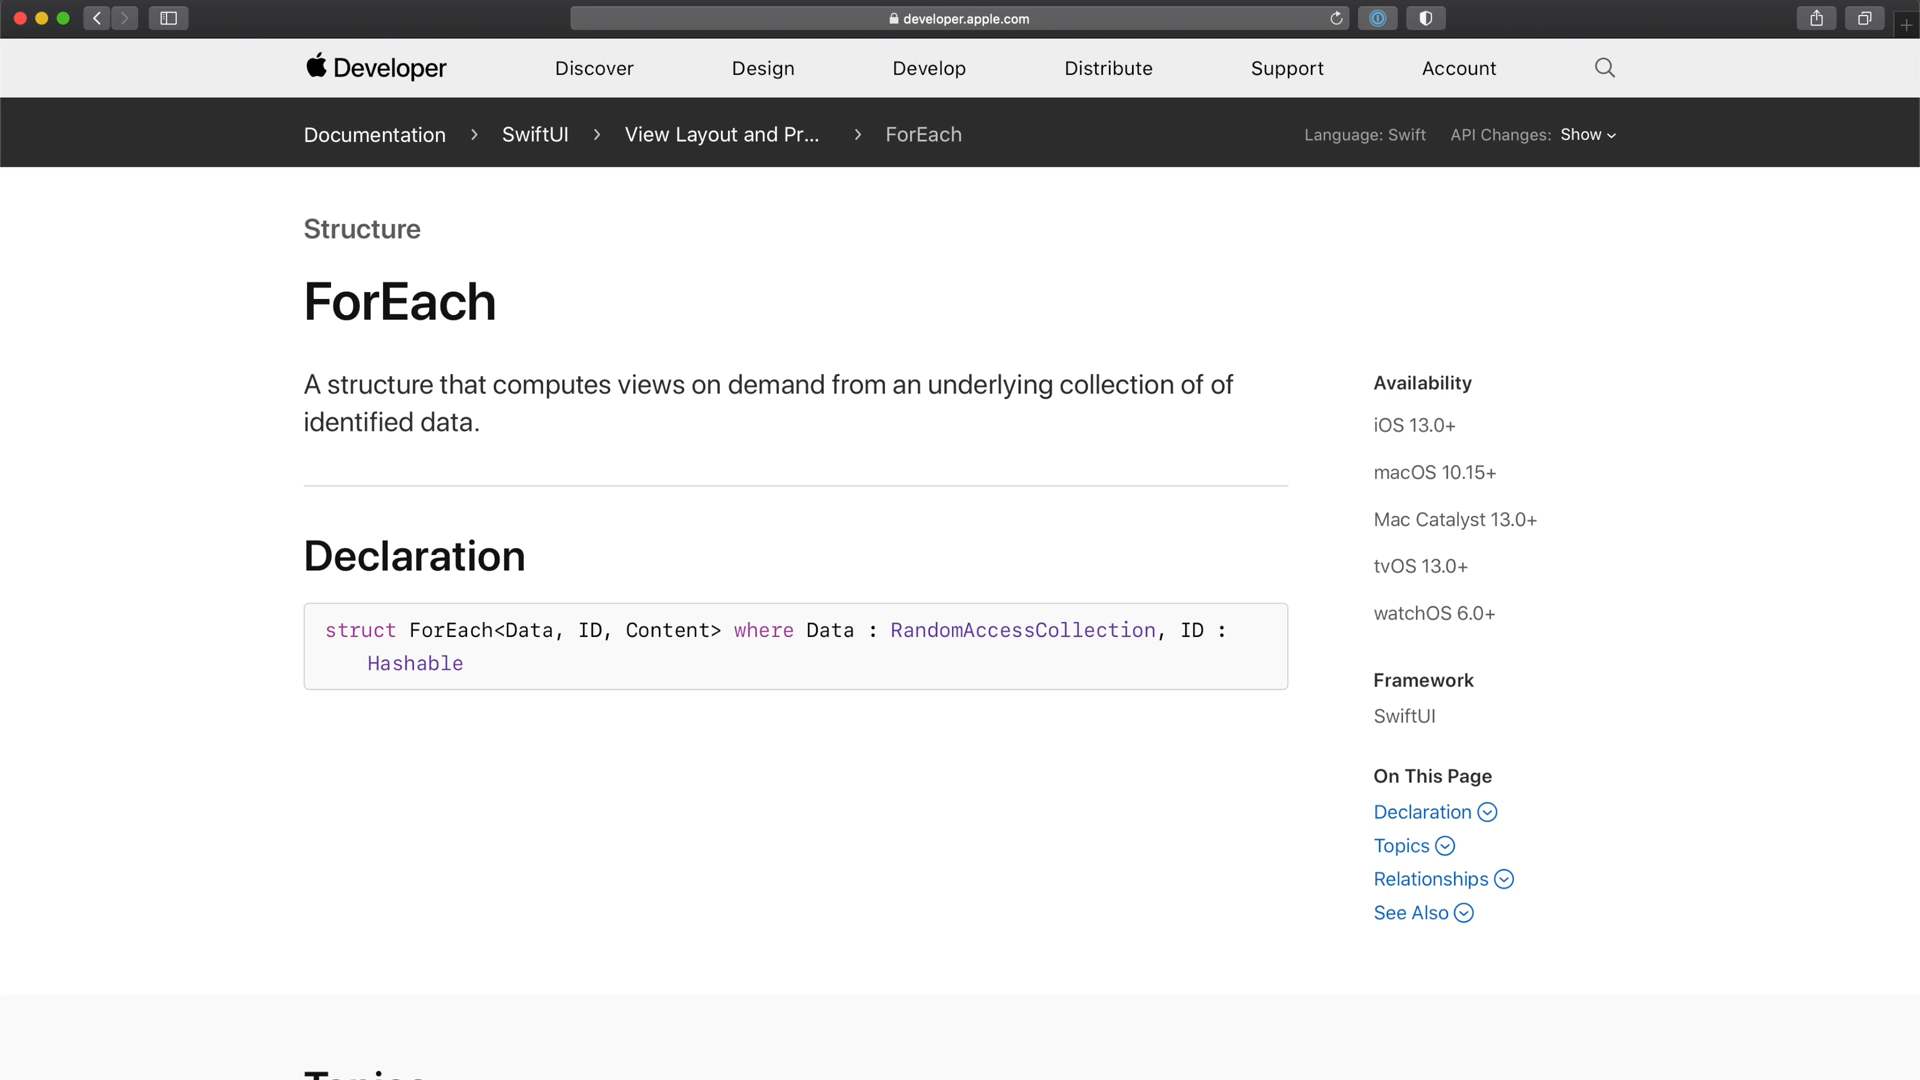 developer.apple.com
Developer
Discover
Design
Develop
Distribute
Support
Account
Documentation
SwiftUI
View Layout and Pr...
ForEach
Language: Swift
API Changes: Show
Structure
ForEach
A structure that computes views on demand from an underlying collection of of
identified data.
Declaration
struct ForEach<Data, ID, Content> where Data : RandomAccessCollection, ID :
Hashable
Availability
iOS 13.0+
macOS 10.15+
Mac Catalyst 13.0+
tvOS 13.0+
watchOS 6.0+
Framework
SwiftUI
On This Page
Declaration
Topics
Relationships
See Also
Topics